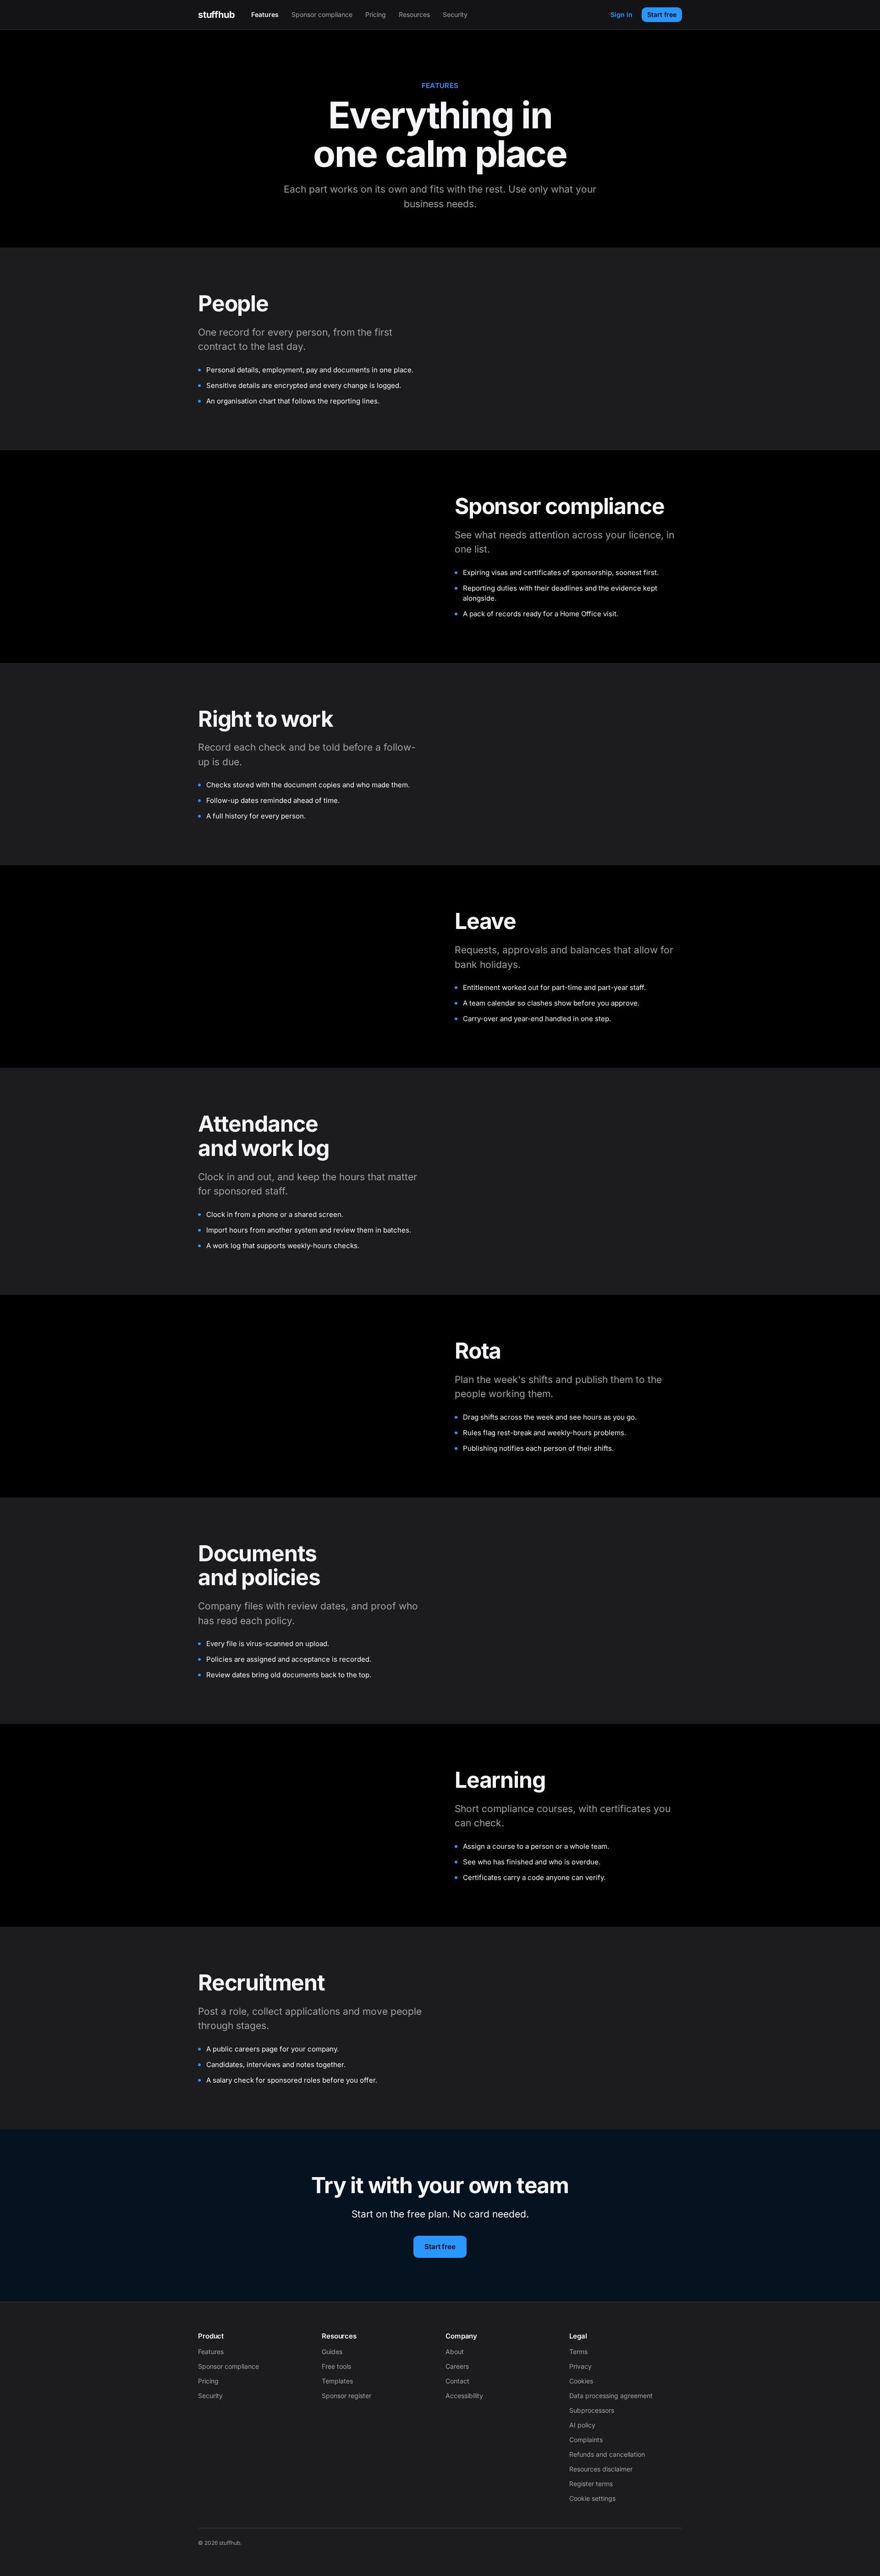 stuffhub Features Sponsor compliance Pricing Resources Security Sign in Start free
FEATURES
Everything in
one calm place
Each part works on its own and fits with the rest. Use only what your
business needs.
People
One record for every person, from the first
contract to the last day.
Personal details, employment, pay and documents in one place.
Sensitive details are encrypted and every change is logged.
An organisation chart that follows the reporting lines.
Sponsor compliance
See what needs attention across your licence, in
one list.
Expiring visas and certificates of sponsorship, soonest first.
Reporting duties with their deadlines and the evidence kept
alongside.
A pack of records ready for a Home Office visit.
Right to work
Record each check and be told before a follow-
up is due.
Checks stored with the document copies and who made them.
Follow-up dates reminded ahead of time.
A full history for every person.
Leave
Requests, approvals and balances that allow for
bank holidays.
Entitlement worked out for part-time and part-year staff.
A team calendar so clashes show before you approve.
Carry-over and year-end handled in one step.
Attendance
and work log
Clock in and out, and keep the hours that matter
for sponsored staff.
Clock in from a phone or a shared screen.
Import hours from another system and review them in batches.
A work log that supports weekly-hours checks.
Rota
Plan the week's shifts and publish them to the
people working them.
Drag shifts across the week and see hours as you go.
Rules flag rest-break and weekly-hours problems.
Publishing notifies each person of their shifts.
Documents
and policies
Company files with review dates, and proof who
has read each policy.
Every file is virus-scanned on upload.
Policies are assigned and acceptance is recorded.
Review dates bring old documents back to the top.
Learning
Short compliance courses, with certificates you
can check.
Assign a course to a person or a whole team.
See who has finished and who is overdue.
Certificates carry a code anyone can verify.
Recruitment
Post a role, collect applications and move people
through stages.
A public careers page for your company.
Candidates, interviews and notes together.
A salary check for sponsored roles before you offer.
Try it with your own team
Start on the free plan. No card needed.
Start free
Product
Features
Sponsor compliance
Pricing
Security
Resources
Guides
Free tools
Templates
Sponsor register
Company
About
Careers
Contact
Accessibility
Legal
Terms
Privacy
Cookies
Data processing agreement
Subprocessors
AI policy
Complaints
Refunds and cancellation
Resources disclaimer
Register terms
Cookie settings
© 2026 stuffhub.